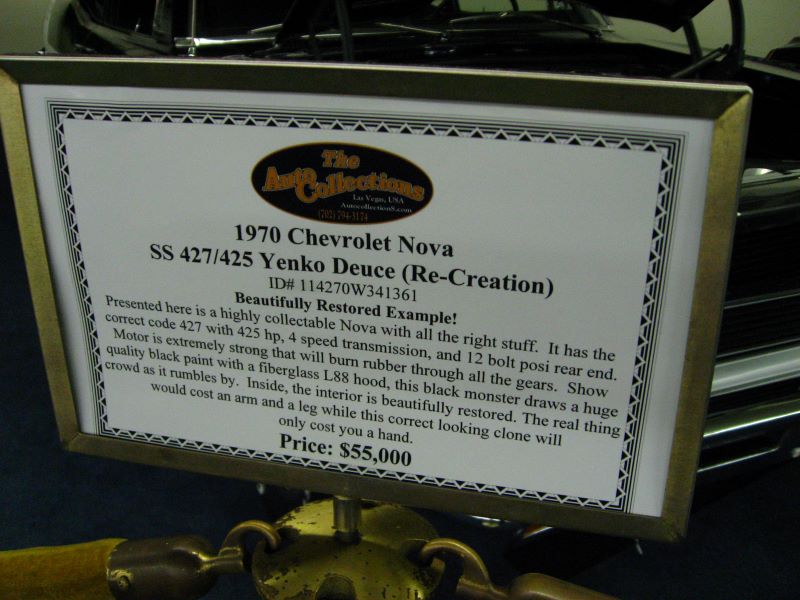 The
Auto Collections
Las Vegas, USA
AutocollectionS.com
(702) 794-3174
1970 Chevrolet Nova
SS 427/425 Yenko Deuce (Re-Creation)
ID# 114270W341361
Beautifully Restored Example!
Presented here is a highly collectable Nova with all the right stuff. It has the
correct code 427 with 425 hp, 4 speed transmission, and 12 bolt posi rear end.
Motor is extremely strong that will burn rubber through all the gears. Show
quality black paint with a fiberglass L88 hood, this black monster draws a huge
crowd as it rumbles by. Inside, the interior is beautifully restored. The real thing
would cost an arm and a leg while this correct looking clone will
only cost you a hand.
Price: $55,000